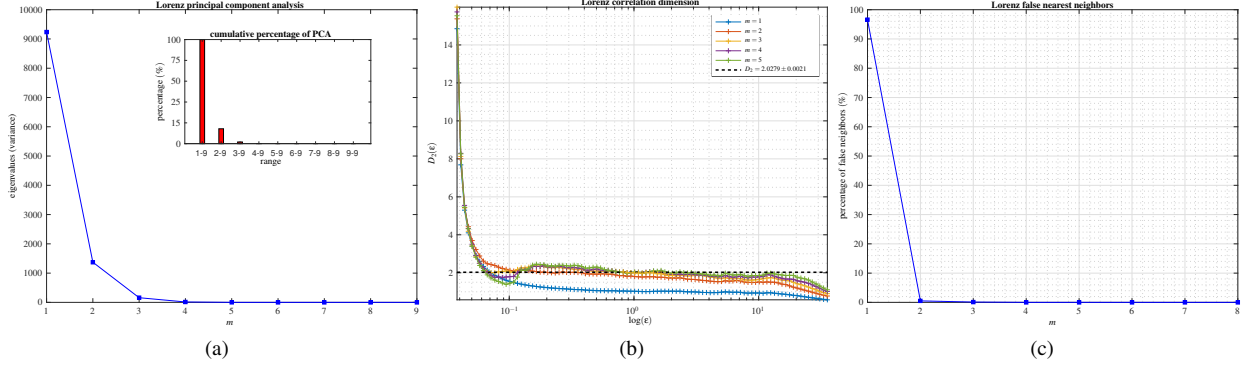 Lorenz principal component analysis
10000
9000
8000
7000
6000
5000
4000
3000
2000
1000
0
eigenvalues (variance)
1 2 3 4 5 6 7 8 9
m
cumulative percentage of PCA
100
75
50
25
15
0
percentage (%)
1-9 2-9 3-9 4-9 5-9 6-9 7-9 8-9 9-9
range
(a)
Lorenz correlation dimension
16
14
12
10
8
6
4
2
D₂(ε)
10⁻¹ 10⁰ 10¹
log(ε)
m = 1
m = 2
m = 3
m = 4
m = 5
D₂ = 2.0279 ± 0.0021
(b)
Lorenz false nearest neighbors
100
90
80
70
60
50
40
30
20
10
0
percentage of false neighbors (%)
1 2 3 4 5 6 7 8
m
(c)